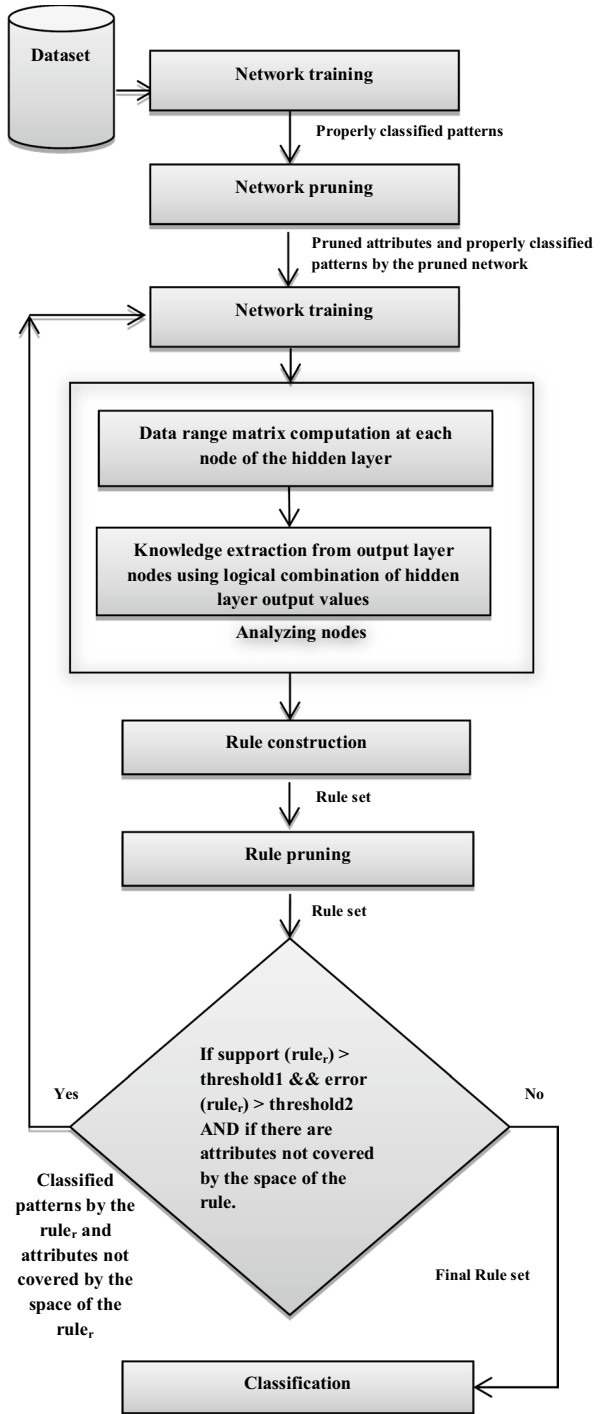 Dataset
Network training
Properly classified patterns
Network pruning
Pruned attributes and properly classified
patterns by the pruned network
Network training
Data range matrix computation at each
node of the hidden layer
Knowledge extraction from output layer
nodes using logical combination of hidden
layer output values
Analyzing nodes
Rule construction
Rule set
Rule pruning
Rule set
If support (ruleᵣ) >
threshold1 && error
(ruleᵣ) > threshold2
AND if there are
attributes not covered
by the space of the
rule.
Yes
No
Classified
patterns by the
ruleᵣ and
attributes not
covered by the
space of the
ruleᵣ
Final Rule set
Classification